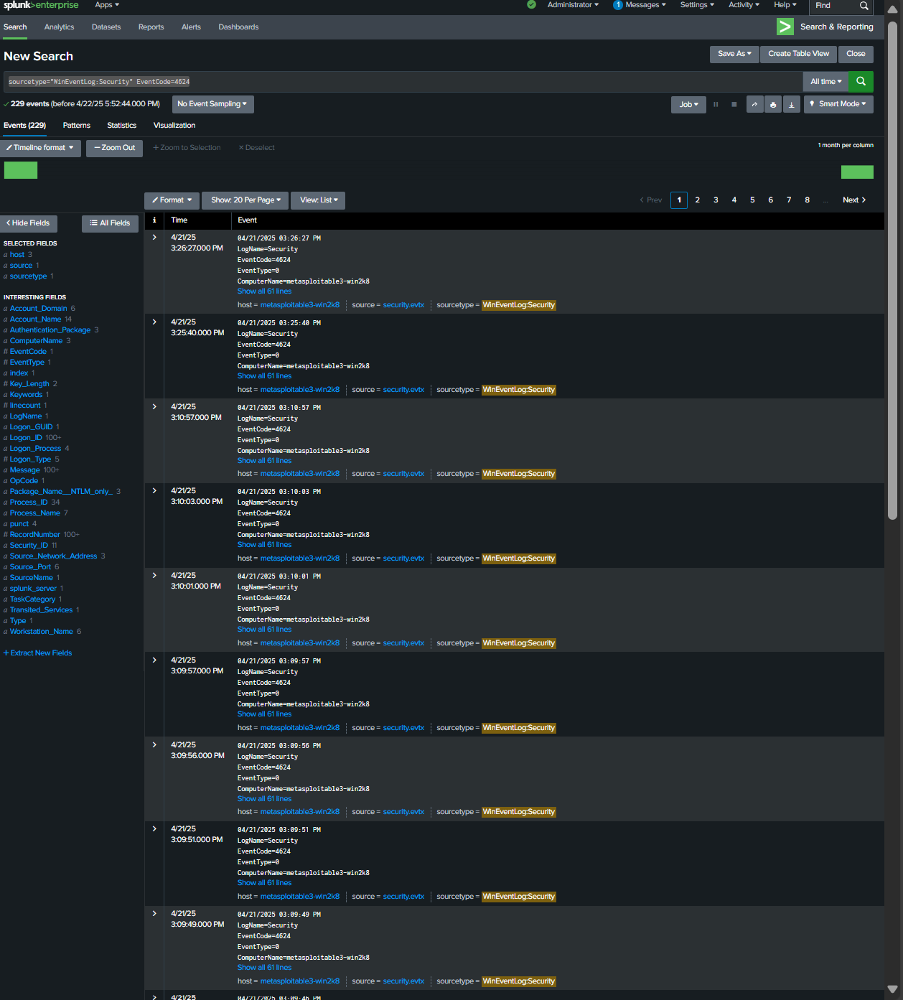 splunk>enterprise Apps Administrator 1 Messages Settings Activity Help Find
Search Analytics Datasets Reports Alerts Dashboards Search & Reporting
New Search Save As Create Table View Close
sourcetype="WinEventLog:Security" EventCode=4624 All time
229 events (before 4/22/25 5:52:44.000 PM) No Event Sampling Job Smart Mode
Events (229) Patterns Statistics Visualization
Timeline format — Zoom Out + Zoom to Selection × Deselect 1 month per column
Format Show: 20 Per Page View: List < Prev 1 2 3 4 5 6 7 8 ... Next >
< Hide Fields All Fields
SELECTED FIELDS
a host 3
a source 1
a sourcetype 1
INTERESTING FIELDS
a Account_Domain 6
a Account_Name 14
a Authentication_Package 3
a ComputerName 3
# EventCode 1
# EventType 1
a index 1
# Key_Length 2
a Keywords 1
# linecount 1
a LogName 1
a Logon_GUID 1
a Logon_ID 100+
a Logon_Process 4
# Logon_Type 5
a Message 100+
a OpCode 1
a Package_Name__NTLM_only_ 3
a Process_ID 34
a Process_Name 7
a punct 4
# RecordNumber 100+
a Security_ID 11
a Source_Network_Address 3
a Source_Port 6
a SourceName 1
a splunk_server 1
a TaskCategory 1
a Transited_Services 1
a Type 1
a Workstation_Name 6
+ Extract New Fields
i Time Event
4/21/25 04/21/2025 03:26:27 PM
3:26:27.000 PM LogName=Security
EventCode=4624
EventType=0
ComputerName=metasploitable3-win2k8
Show all 61 lines
host = metasploitable3-win2k8 source = security.evtx sourcetype = WinEventLog:Security
4/21/25 04/21/2025 03:25:40 PM
3:25:40.000 PM LogName=Security
EventCode=4624
EventType=0
ComputerName=metasploitable3-win2k8
Show all 61 lines
host = metasploitable3-win2k8 source = security.evtx sourcetype = WinEventLog:Security
4/21/25 04/21/2025 03:10:57 PM
3:10:57.000 PM LogName=Security
EventCode=4624
EventType=0
ComputerName=metasploitable3-win2k8
Show all 61 lines
host = metasploitable3-win2k8 source = security.evtx sourcetype = WinEventLog:Security
4/21/25 04/21/2025 03:10:03 PM
3:10:03.000 PM LogName=Security
EventCode=4624
EventType=0
ComputerName=metasploitable3-win2k8
Show all 61 lines
host = metasploitable3-win2k8 source = security.evtx sourcetype = WinEventLog:Security
4/21/25 04/21/2025 03:10:01 PM
3:10:01.000 PM LogName=Security
EventCode=4624
EventType=0
ComputerName=metasploitable3-win2k8
Show all 61 lines
host = metasploitable3-win2k8 source = security.evtx sourcetype = WinEventLog:Security
4/21/25 04/21/2025 03:09:57 PM
3:09:57.000 PM LogName=Security
EventCode=4624
EventType=0
ComputerName=metasploitable3-win2k8
Show all 61 lines
host = metasploitable3-win2k8 source = security.evtx sourcetype = WinEventLog:Security
4/21/25 04/21/2025 03:09:56 PM
3:09:56.000 PM LogName=Security
EventCode=4624
EventType=0
ComputerName=metasploitable3-win2k8
Show all 61 lines
host = metasploitable3-win2k8 source = security.evtx sourcetype = WinEventLog:Security
4/21/25 04/21/2025 03:09:51 PM
3:09:51.000 PM LogName=Security
EventCode=4624
EventType=0
ComputerName=metasploitable3-win2k8
Show all 61 lines
host = metasploitable3-win2k8 source = security.evtx sourcetype = WinEventLog:Security
4/21/25 04/21/2025 03:09:49 PM
3:09:49.000 PM LogName=Security
EventCode=4624
EventType=0
ComputerName=metasploitable3-win2k8
Show all 61 lines
host = metasploitable3-win2k8 source = security.evtx sourcetype = WinEventLog:Security
4/21/25 04/21/2025 03:09:46 PM